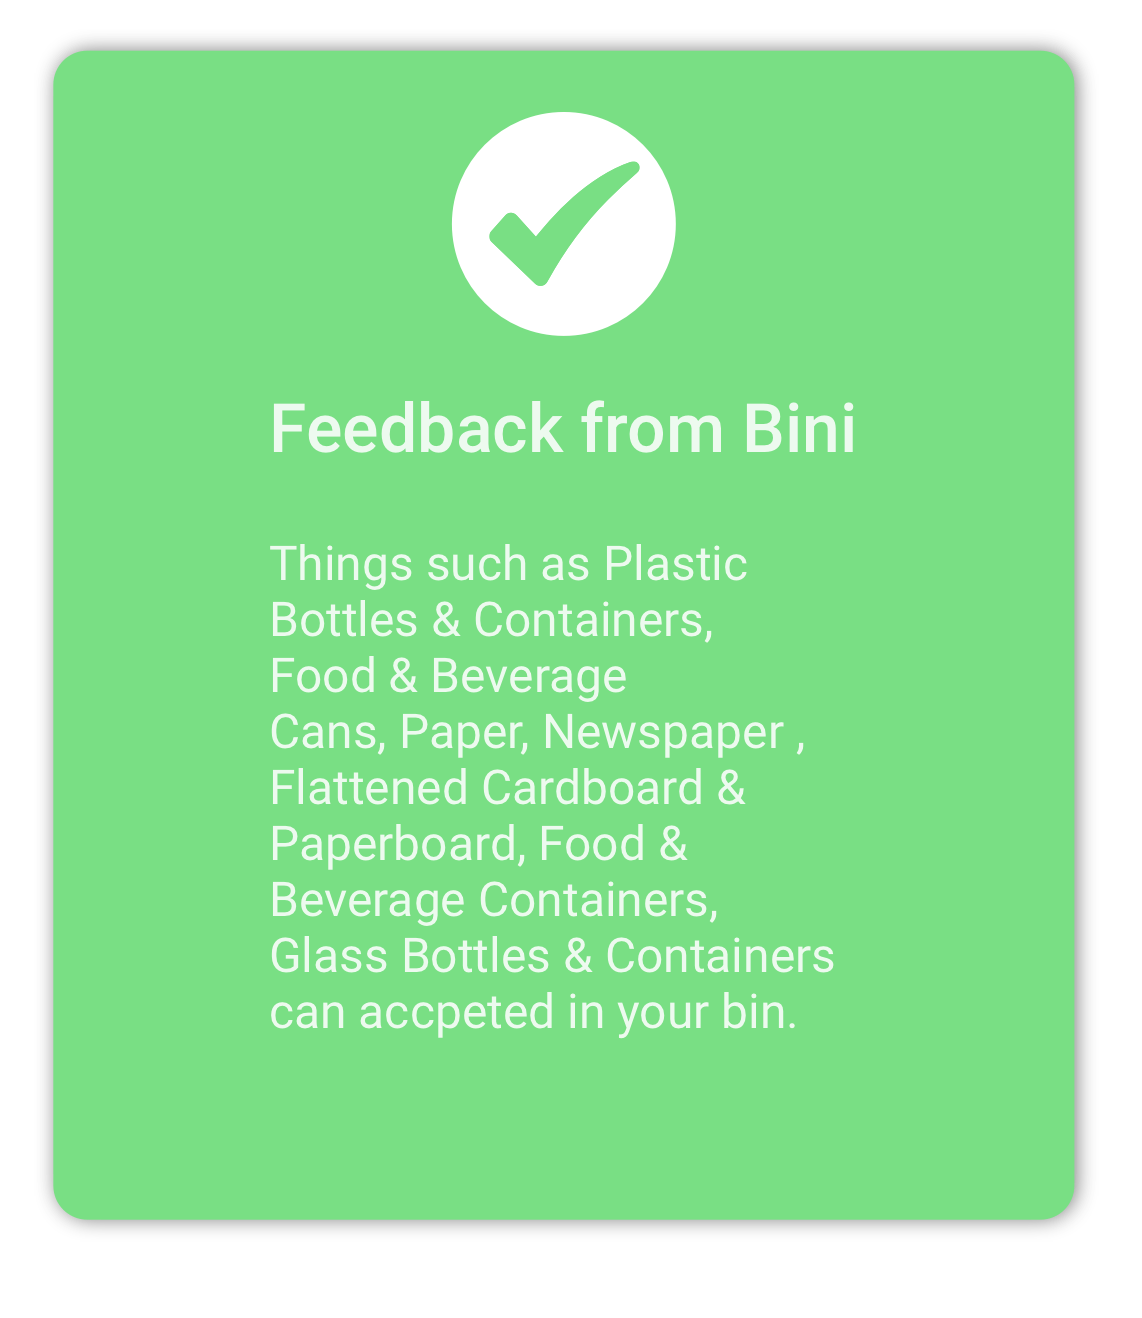 Feedback from Bini
Things such as Plastic
Bottles & Containers,
Food & Beverage
Cans, Paper, Newspaper ,
Flattened Cardboard &
Paperboard, Food &
Beverage Containers,
Glass Bottles & Containers
can accpeted in your bin.